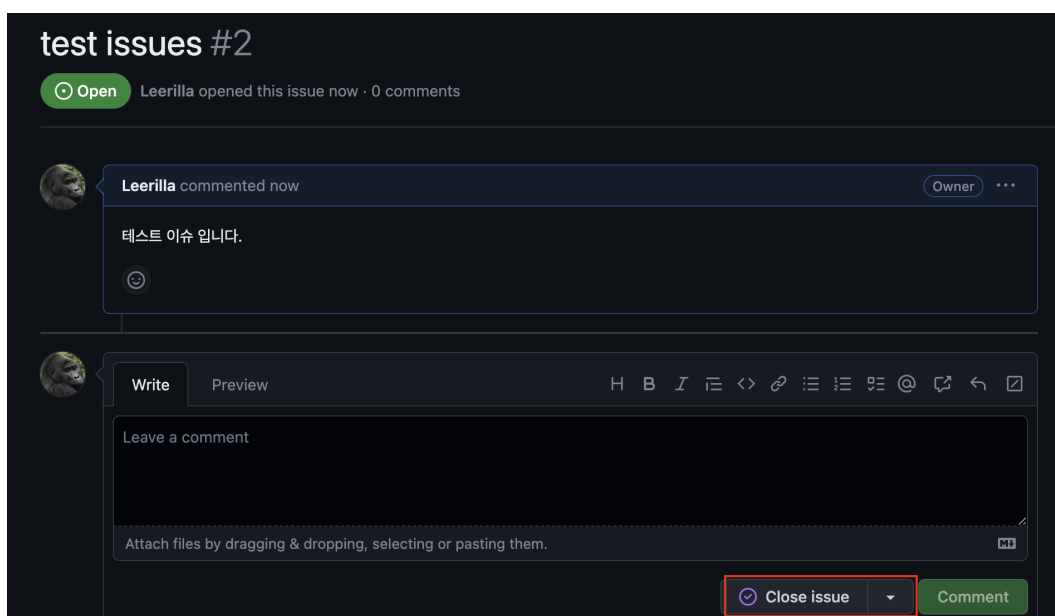 test issues #2
Open Leerilla opened this issue now · 0 comments
Leerilla commented now Owner
테스트 이슈 입니다.
Write Preview
Leave a comment
Attach files by dragging & dropping, selecting or pasting them.
Close issue Comment